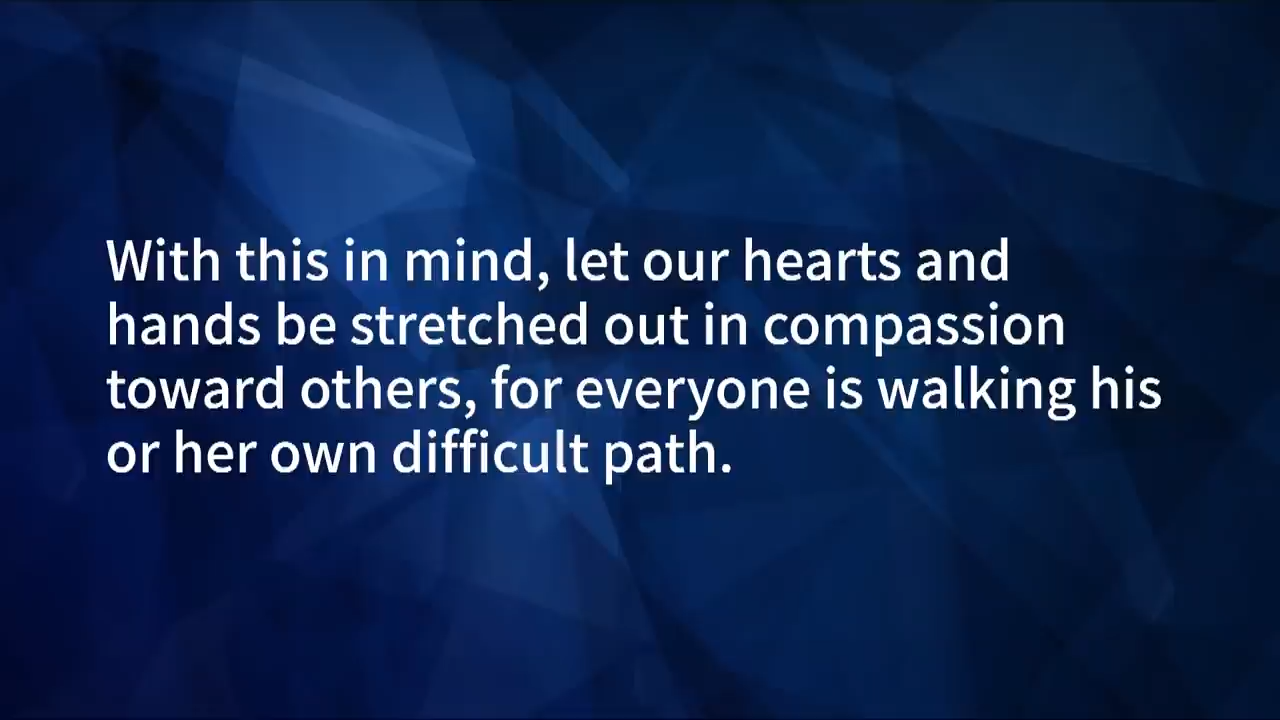 With this in mind, let our hearts and
hands be stretched out in compassion
toward others, for everyone is walking his
or her own difficult path.